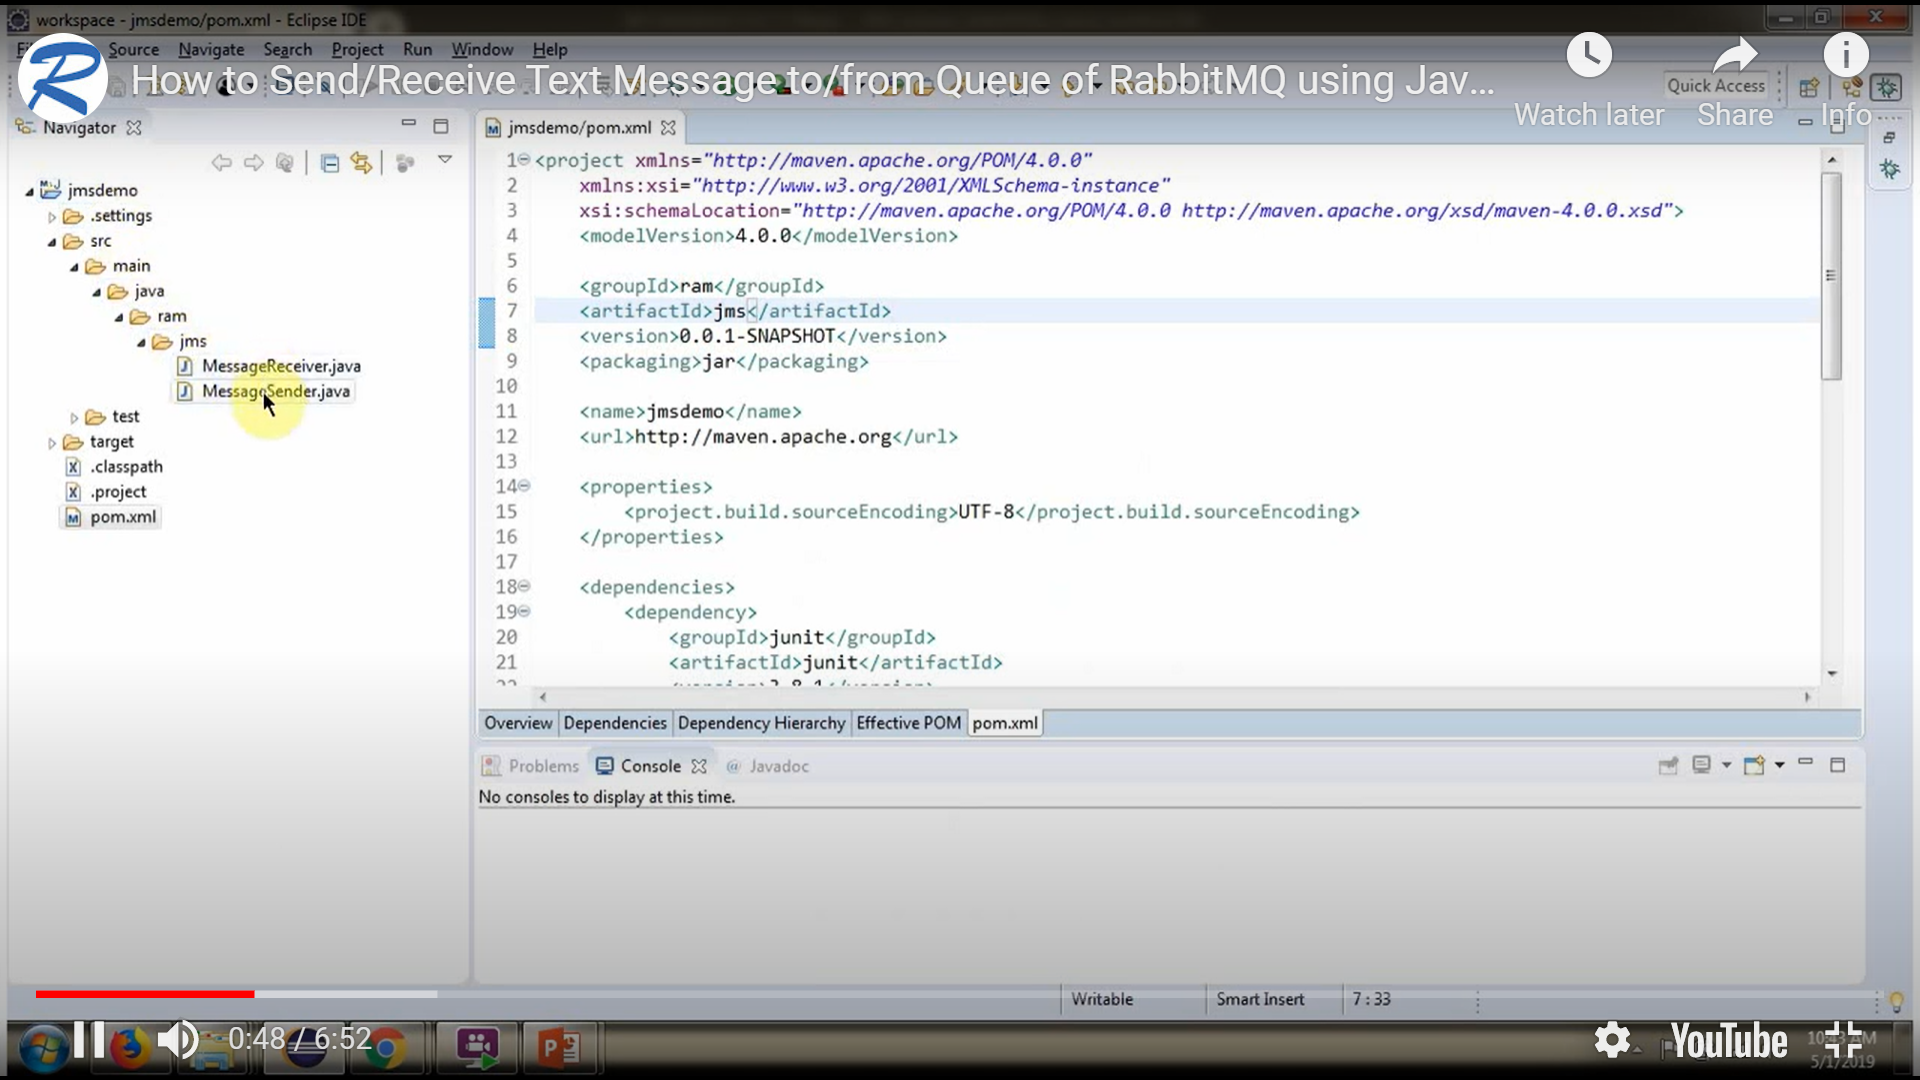 workspace - jmsdemo/pom.xml - Eclipse IDE
Source Navigate Search Project Run Window Help
How to Send/Receive Text Message to/from Queue of RabbitMQ using Jav...
Quick Access
Watch later Share Info
Navigator
jmsdemo/pom.xml
jmsdemo
.settings
src
main
java
ram
jms
MessageReceiver.java
MessageSender.java
test
target
.classpath
.project
pom.xml
1 <project xmlns="http://maven.apache.org/POM/4.0.0"
2 xmlns:xsi="http://www.w3.org/2001/XMLSchema-instance"
3 xsi:schemaLocation="http://maven.apache.org/POM/4.0.0 http://maven.apache.org/xsd/maven-4.0.0.xsd">
4 <modelVersion>4.0.0</modelVersion>
5
6 <groupId>ram</groupId>
7 <artifactId>jms</artifactId>
8 <version>0.0.1-SNAPSHOT</version>
9 <packaging>jar</packaging>
10
11 <name>jmsdemo</name>
12 <url>http://maven.apache.org</url>
13
14 <properties>
15 <project.build.sourceEncoding>UTF-8</project.build.sourceEncoding>
16 </properties>
17
18 <dependencies>
19 <dependency>
20 <groupId>junit</groupId>
21 <artifactId>junit</artifactId>
Overview Dependencies Dependency Hierarchy Effective POM pom.xml
Problems Console @ Javadoc
No consoles to display at this time.
Writable Smart Insert 7 : 33
0:48 / 6:52
YouTube
10:43 AM
5/1/2019